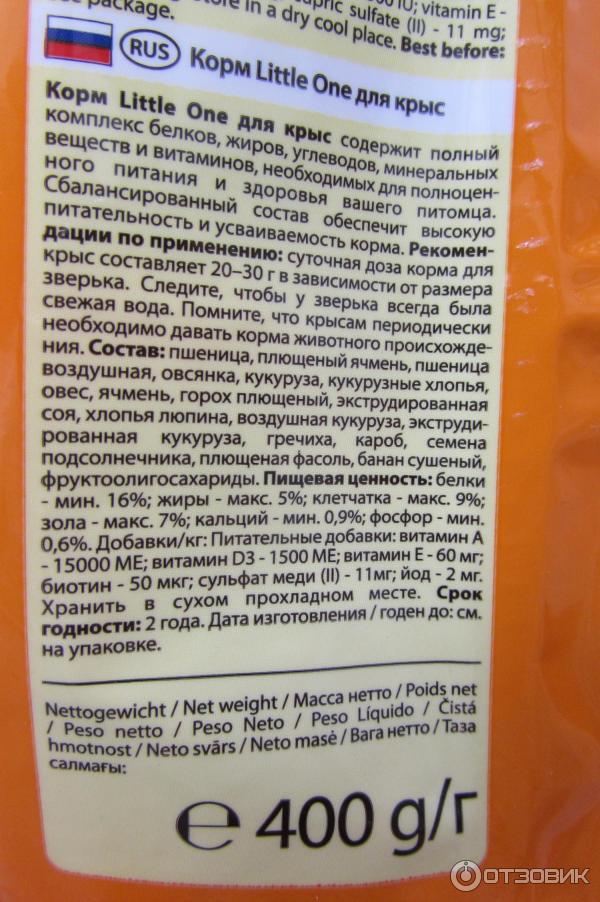 apric sulfate (II) - 11 mg;
IU; vitamin E -
se package.
tore in a dry cool place. Best before:
RUS Корм Little One для крыс
Корм Little One для крыс содержит полный
комплекс белков, жиров, углеводов, минеральных
веществ и витаминов, необходимых для полноцен-
ного питания и здоровья вашего питомца.
Сбалансированный состав обеспечит высокую
питательность и усваиваемость корма. Рекомен-
дации по применению: суточная доза корма для
крыс составляет 20–30 г в зависимости от размера
зверька. Следите, чтобы у зверька всегда была
свежая вода. Помните, что крысам периодически
необходимо давать корма животного происхожде-
ния. Состав: пшеница, плющеный ячмень, пшеница
воздушная, овсянка, кукуруза, кукурузные хлопья,
овес, ячмень, горох плющеный, экструдированная
соя, хлопья люпина, воздушная кукуруза, экструди-
рованная кукуруза, гречиха, кароб, семена
подсолнечника, плющеная фасоль, банан сушеный,
фруктоолигосахариды. Пищевая ценность: белки
- мин. 16%; жиры - макс. 5%; клетчатка - макс. 9%;
зола - макс. 7%; кальций - мин. 0,9%; фосфор - мин.
0,6%. Добавки/кг: Питательные добавки: витамин А
- 15000 МЕ; витамин D3 - 1500 МЕ; витамин Е - 60 мг;
биотин - 50 мкг; сульфат меди (II) - 11мг; йод - 2 мг.
Хранить в сухом прохладном месте. Срок
годности: 2 года. Дата изготовления / годен до: см.
на упаковке.
Nettogewicht / Net weight / Масса нетто / Poids net
/ Peso netto / Peso Neto / Peso Líquido / Čistá
hmotnost / Neto svārs / Neto masė / Вага нетто / Таза
салмағы:
℮ 400 g/г
ОТЗОВИК